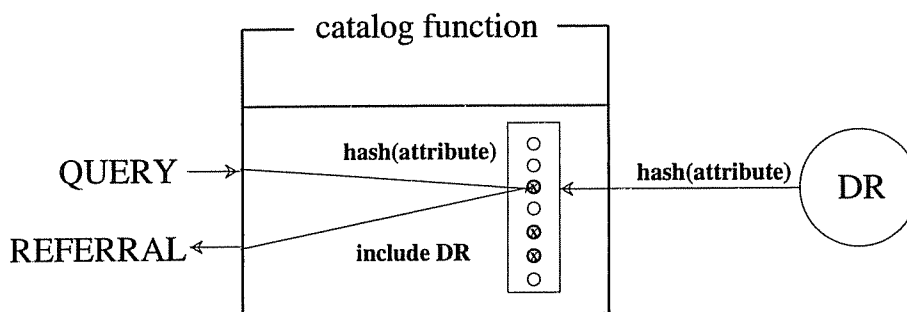 catalog function
hash(attribute)
QUERY
hash(attribute)
DR
REFERRAL
include DR